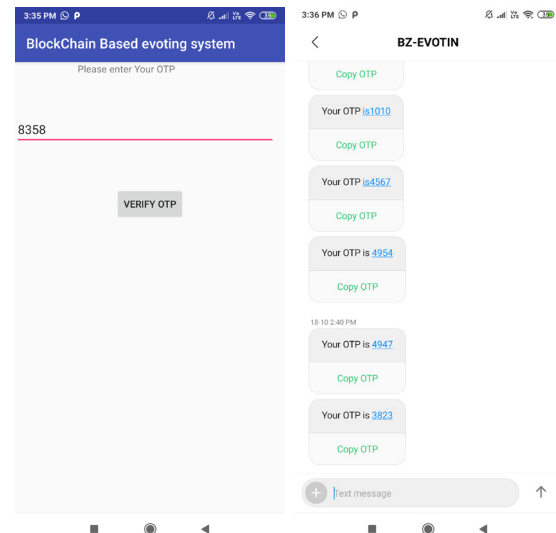 3:35 PM
BlockChain Based evoting system
Please enter Your OTP
8358
VERIFY OTP
3:36 PM
BZ-EVOTIN
Copy OTP
Your OTP is1010
Copy OTP
Your OTP is4567
Copy OTP
Your OTP is 4954
Copy OTP
18-10 2:40 PM
Your OTP is 4947
Copy OTP
Your OTP is 3823
Copy OTP
Text message